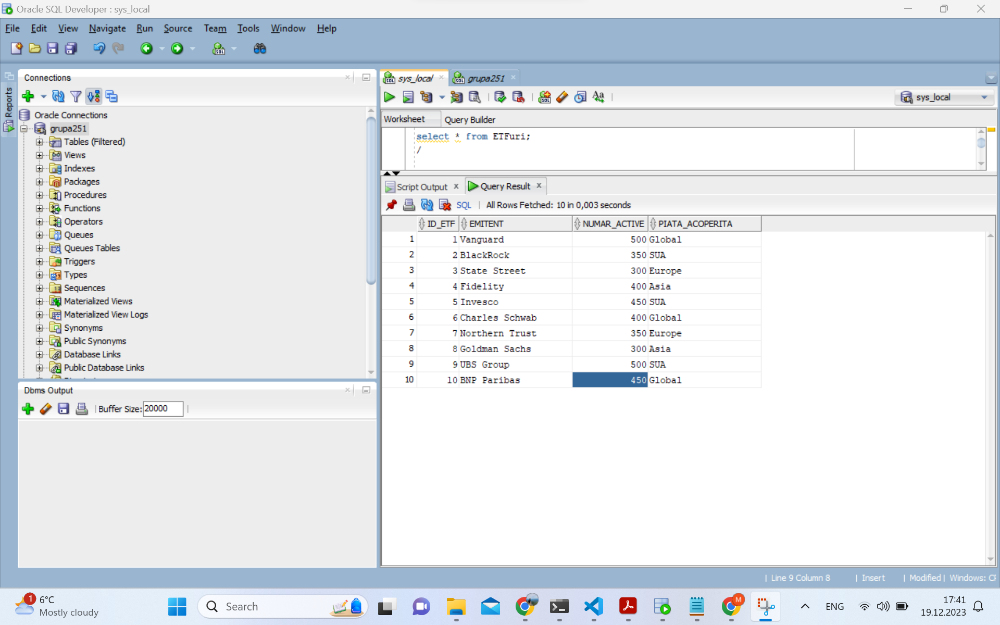 Oracle SQL Developer : sys_local
File Edit View Navigate Run Source Team Tools Window Help
Reports
Connections
Oracle Connections
grupa251
Tables (Filtered)
Views
Indexes
Packages
Procedures
Functions
Operators
Queues
Queues Tables
Triggers
Types
Sequences
Materialized Views
Materialized View Logs
Synonyms
Public Synonyms
Database Links
Public Database Links
Dbms Output
Buffer Size: 20000
sys_local grupa251
sys_local
Worksheet Query Builder
select * from ETFuri;
/
Script Output x Query Result x
SQL | All Rows Fetched: 10 in 0,003 seconds
ID_ETF EMITENT NUMAR_ACTIVE PIATA_ACOPERITA
1 1 Vanguard 500 Global
2 2 BlackRock 350 SUA
3 3 State Street 300 Europe
4 4 Fidelity 400 Asia
5 5 Invesco 450 SUA
6 6 Charles Schwab 400 Global
7 7 Northern Trust 350 Europe
8 8 Goldman Sachs 300 Asia
9 9 UBS Group 500 SUA
10 10 BNP Paribas 450 Global
| Line 9 Column 8 | Insert | Modified | Windows:
1 6°C
Mostly cloudy
Search
M
ENG
17:41
19.12.2023